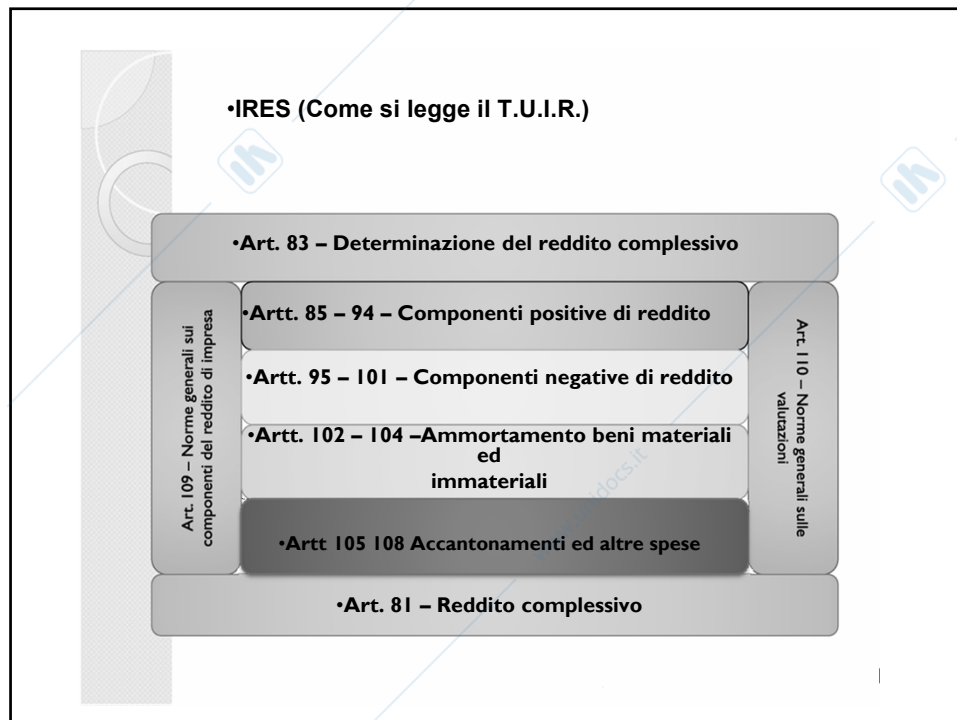 •IRES (Come si legge il T.U.I.R.)
•Art. 83 – Determinazione del reddito complessivo
Art. 109 – Norme generali sui
componenti del reddito di impresa
•Artt. 85 – 94 – Componenti positive di reddito
•Artt. 95 – 101 – Componenti negative di reddito
•Artt. 102 – 104 –Ammortamento beni materiali
ed
immateriali
•Artt 105 108 Accantonamenti ed altre spese
Art. 110 – Norme generali sulle
valutazioni
•Art. 81 – Reddito complessivo